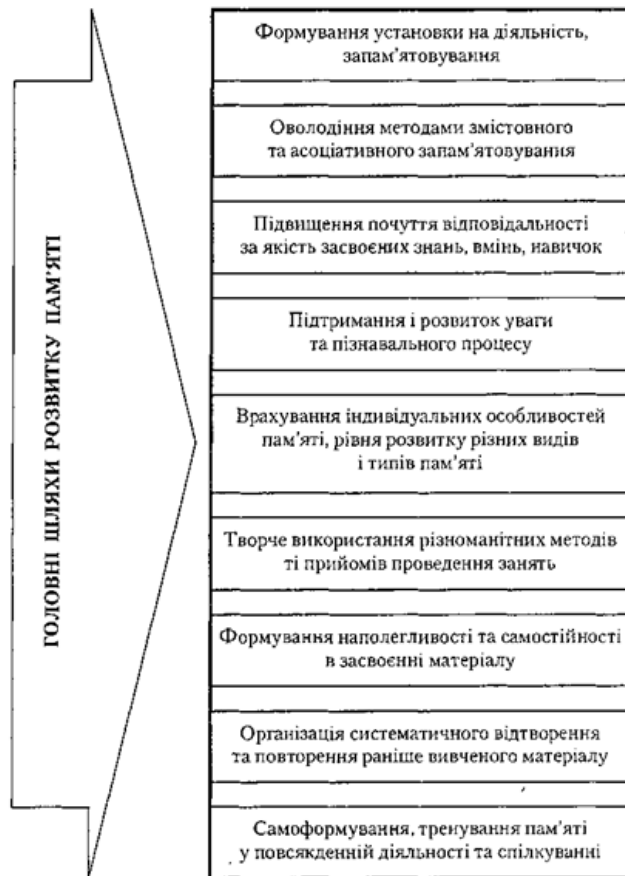 ГОЛОВНІ ШЛЯХИ РОЗВИТКУ ПАМ'ЯТІ
Формування установки на діяльність,
запам'ятовування
Оволодіння методами змістовного
та асоціативного запам'ятовування
Підвищення почуття відповідальності
за якість засвоєних знань, вмінь, навичок
Підтримання і розвиток уваги
та пізнавального процесу
Врахування індивідуальних особливостей
пам'яті, рівня розвитку різних видів
і типів пам'яті
Творче використання різноманітних методів
ті прийомів проведення занять
Формування наполегливості та самостійності
в засвоєнні матеріалу
Організація систематичного відтворення
та повторення раніше вивченого матеріалу
Самоформування, тренування пам'яті
у повсякденній діяльності та спілкуванні